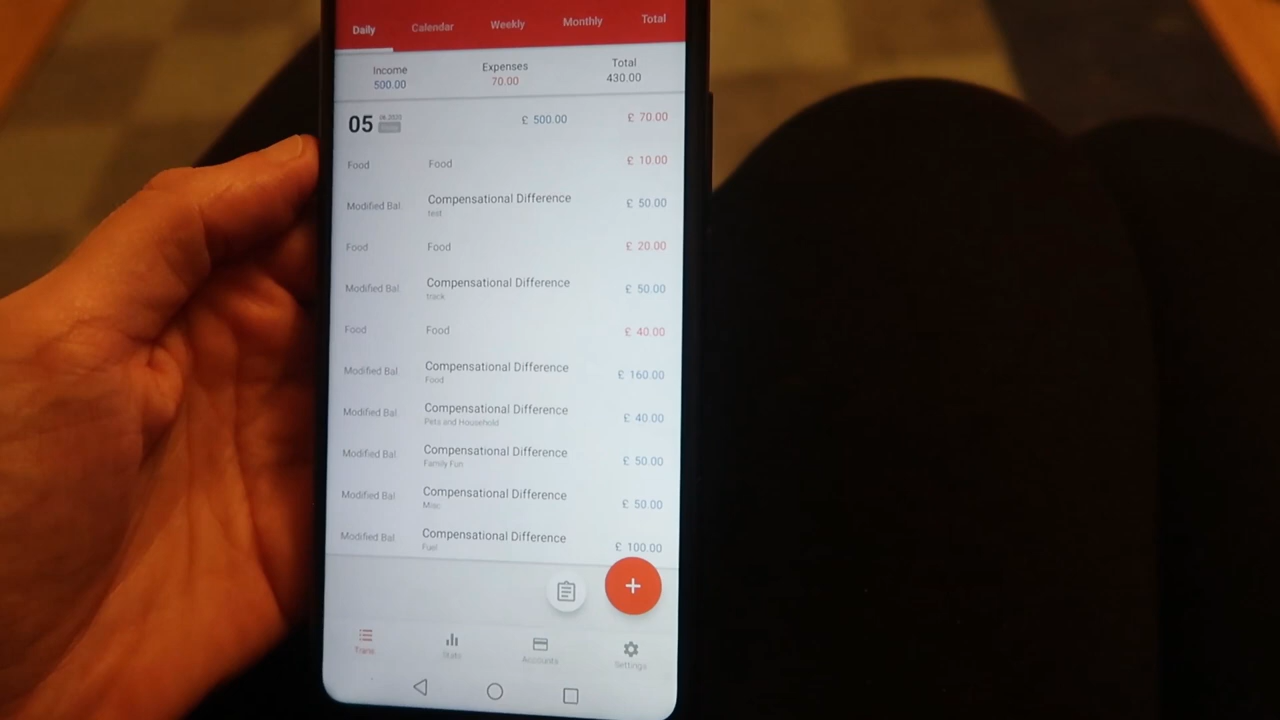 Daily Calendar Weekly Monthly Total
Income Expenses Total
500.00 70.00 430.00
05 06.2020 £ 500.00 £ 70.00
Food Food £ 10.00
Modified Bal. Compensational Difference £ 50.00
test
Food Food £ 20.00
Modified Bal. Compensational Difference £ 50.00
track
Food Food £ 40.00
Modified Bal. Compensational Difference £ 160.00
Food
Modified Bal. Compensational Difference £ 40.00
Pets and Household
Modified Bal. Compensational Difference £ 50.00
Family Fun
Modified Bal. Compensational Difference £ 50.00
Misc
Modified Bal. Compensational Difference £ 100.00
Fuel
+
Trans. Stats Accounts Settings